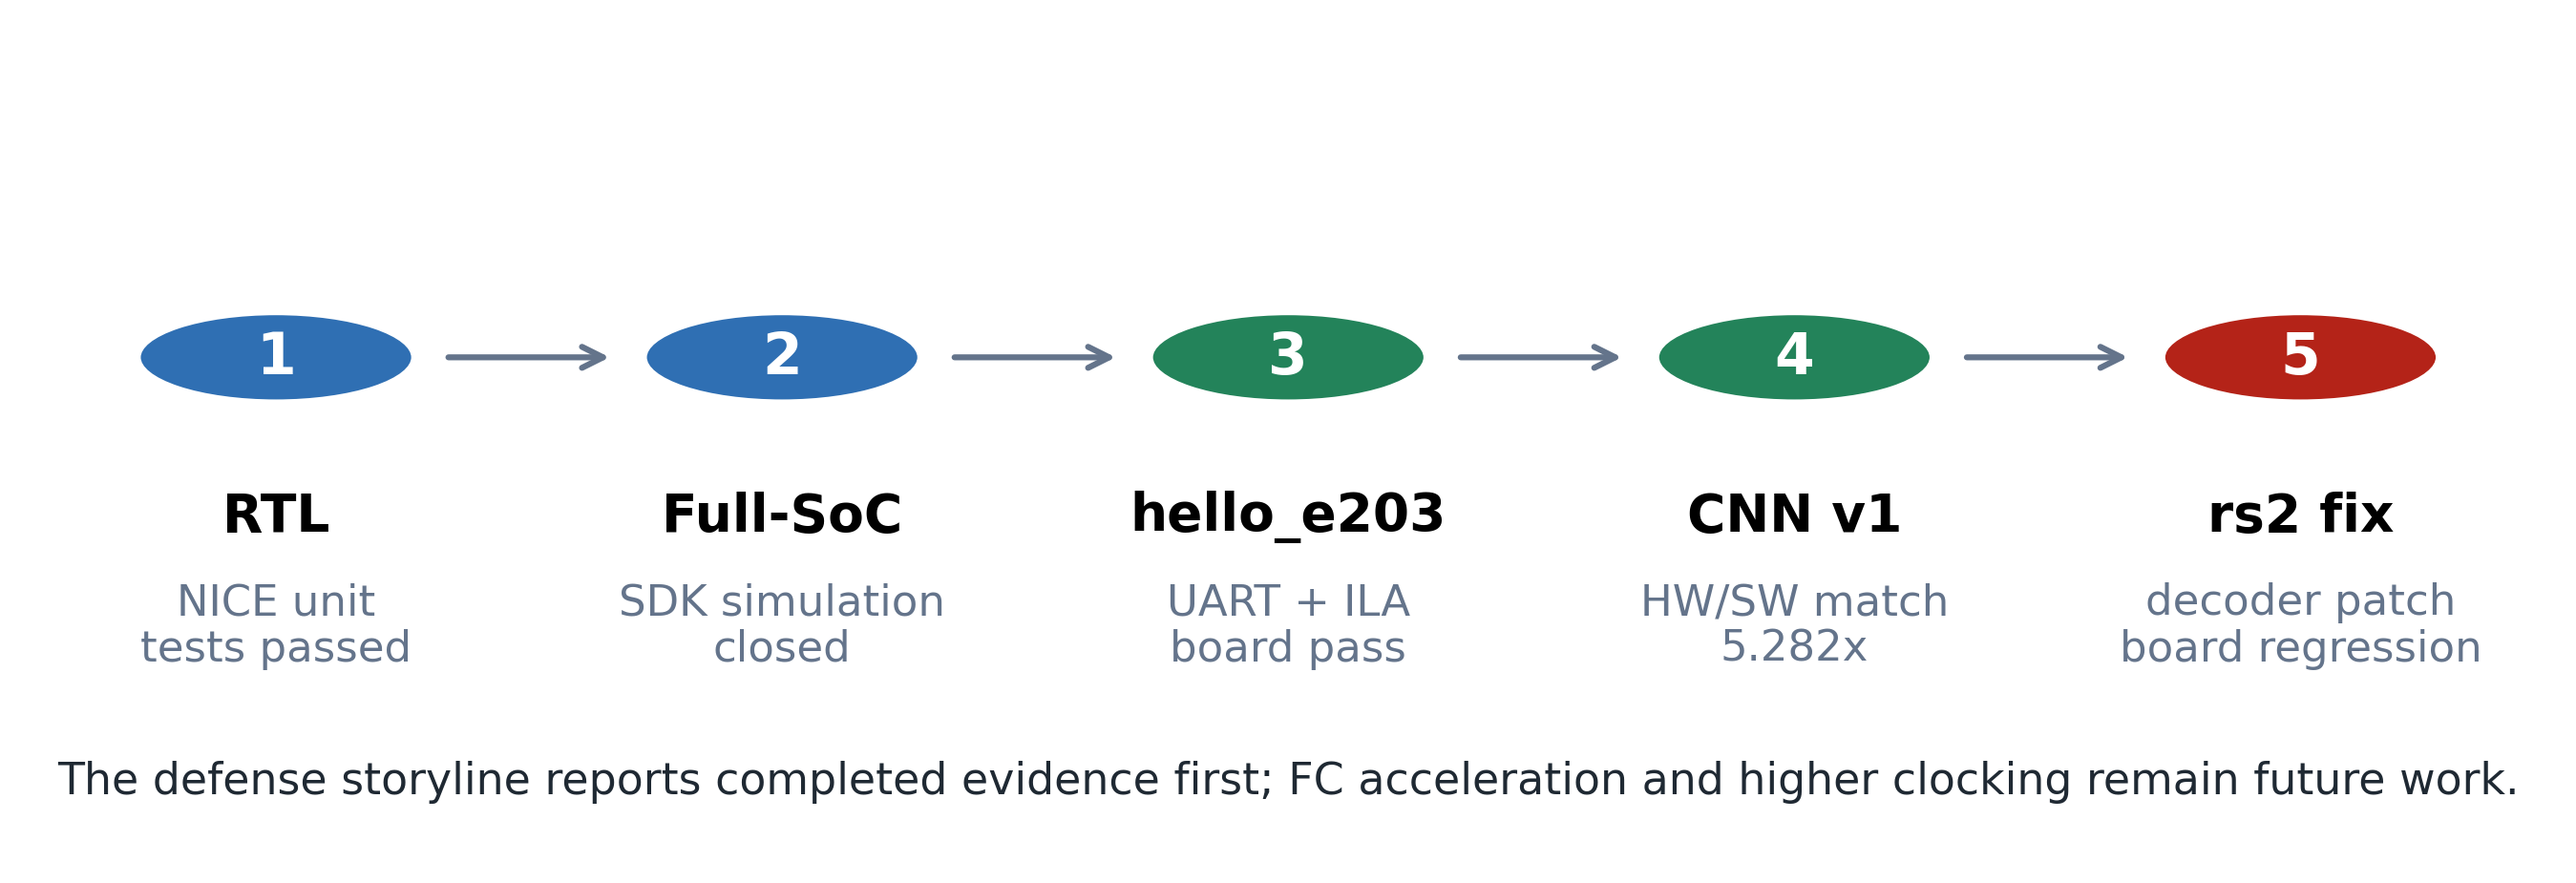 1
2
3
4
5
RTL
Full-SoC
hello_e203
CNN v1
rs2 fix
NICE unit
tests passed
SDK simulation
closed
UART + ILA
board pass
HW/SW match
5.282x
decoder patch
board regression
The defense storyline reports completed evidence first; FC acceleration and higher clocking remain future work.